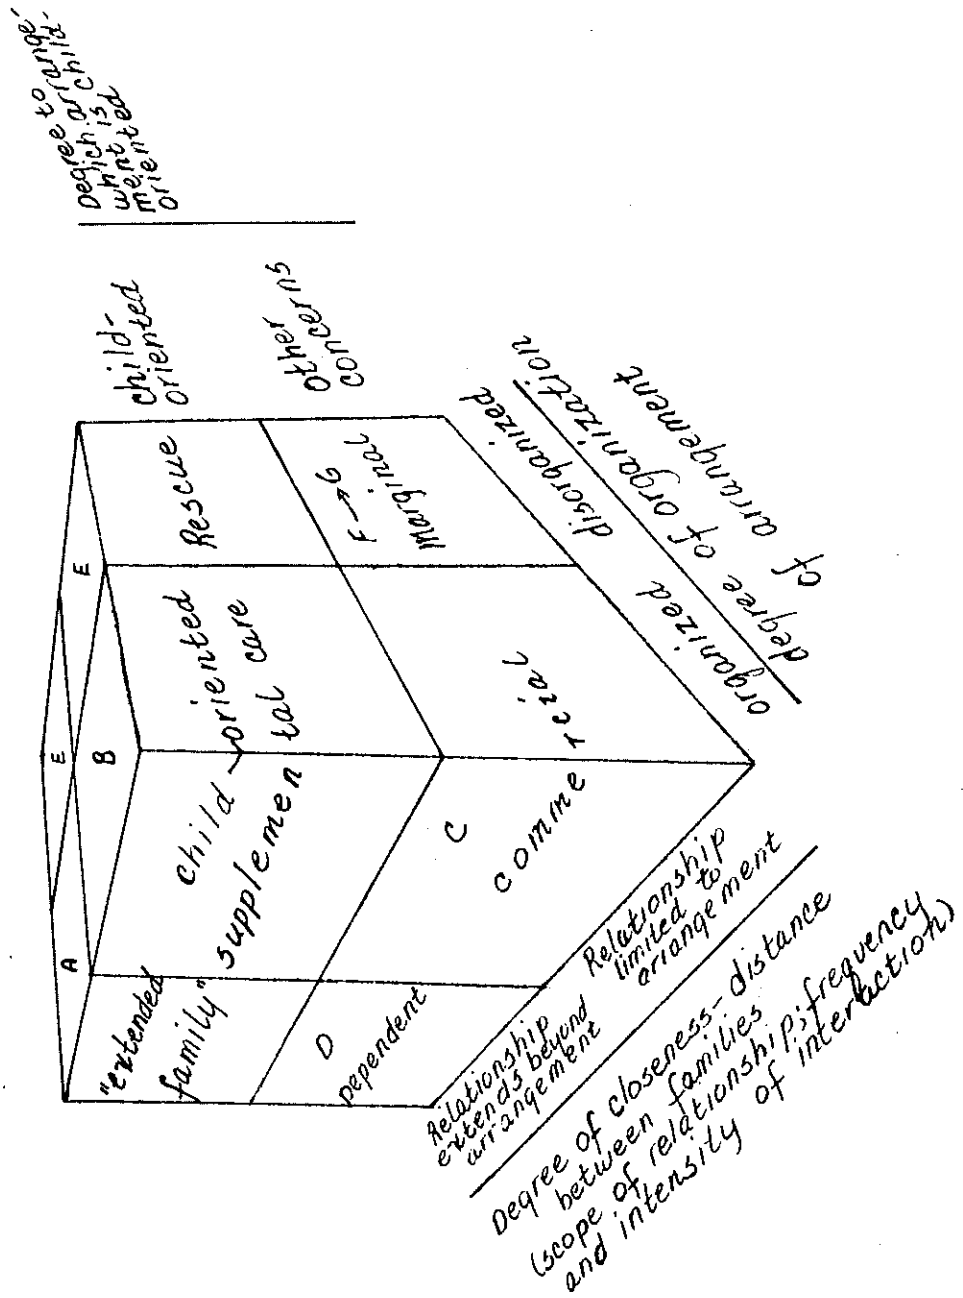 Degree to
which arrange-
ment is child-
oriented
child-
oriented
other
concerns
E
E
B
A
Rescue
child-oriented
supplemental care
"extended
family"
F→G
Marginal
C
commercial
D
Dependent
disorganized
organized
degree of organization
of arrangement
Relationship
limited to
arrangement
Relationship
extends beyond
arrangement
Degree of closeness-distance
between families
(scope of relationship; frequency
and intensity of interaction)